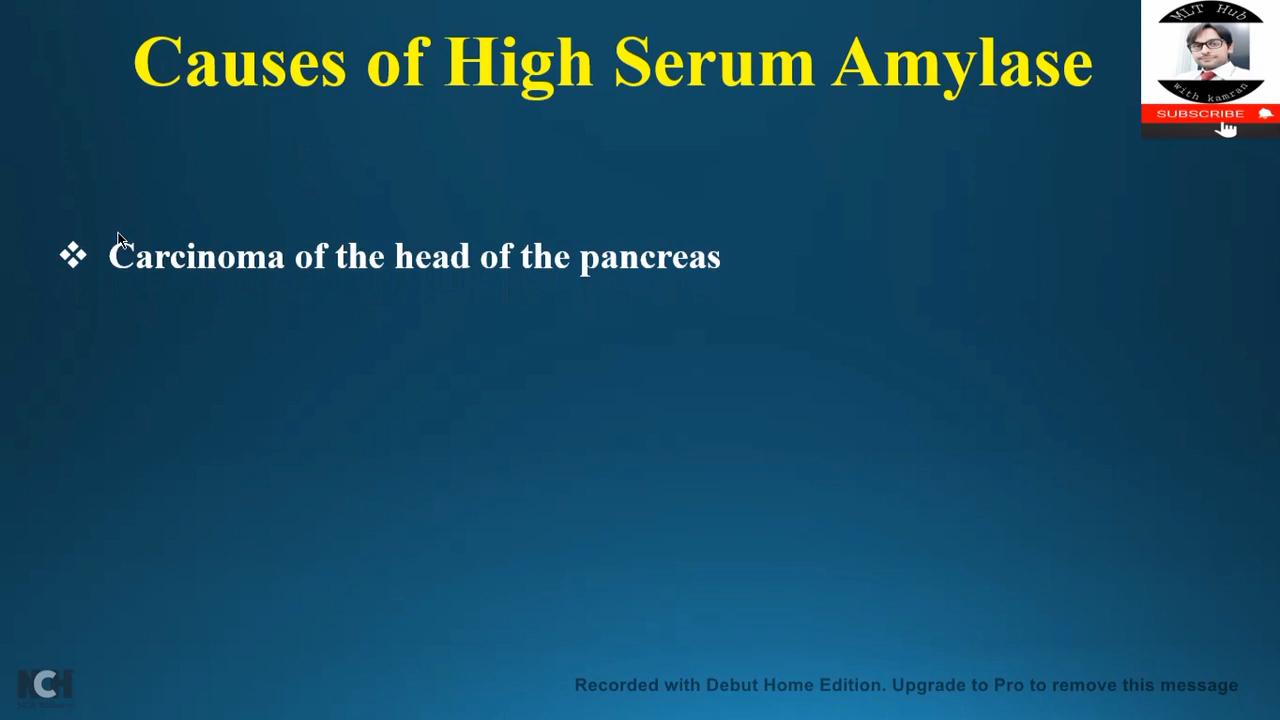 Causes of High Serum Amylase
MLT Hub
with kamran
SUBSCRIBE
❖ Carcinoma of the head of the pancreas
NCH
Recorded with Debut Home Edition. Upgrade to Pro to remove this message